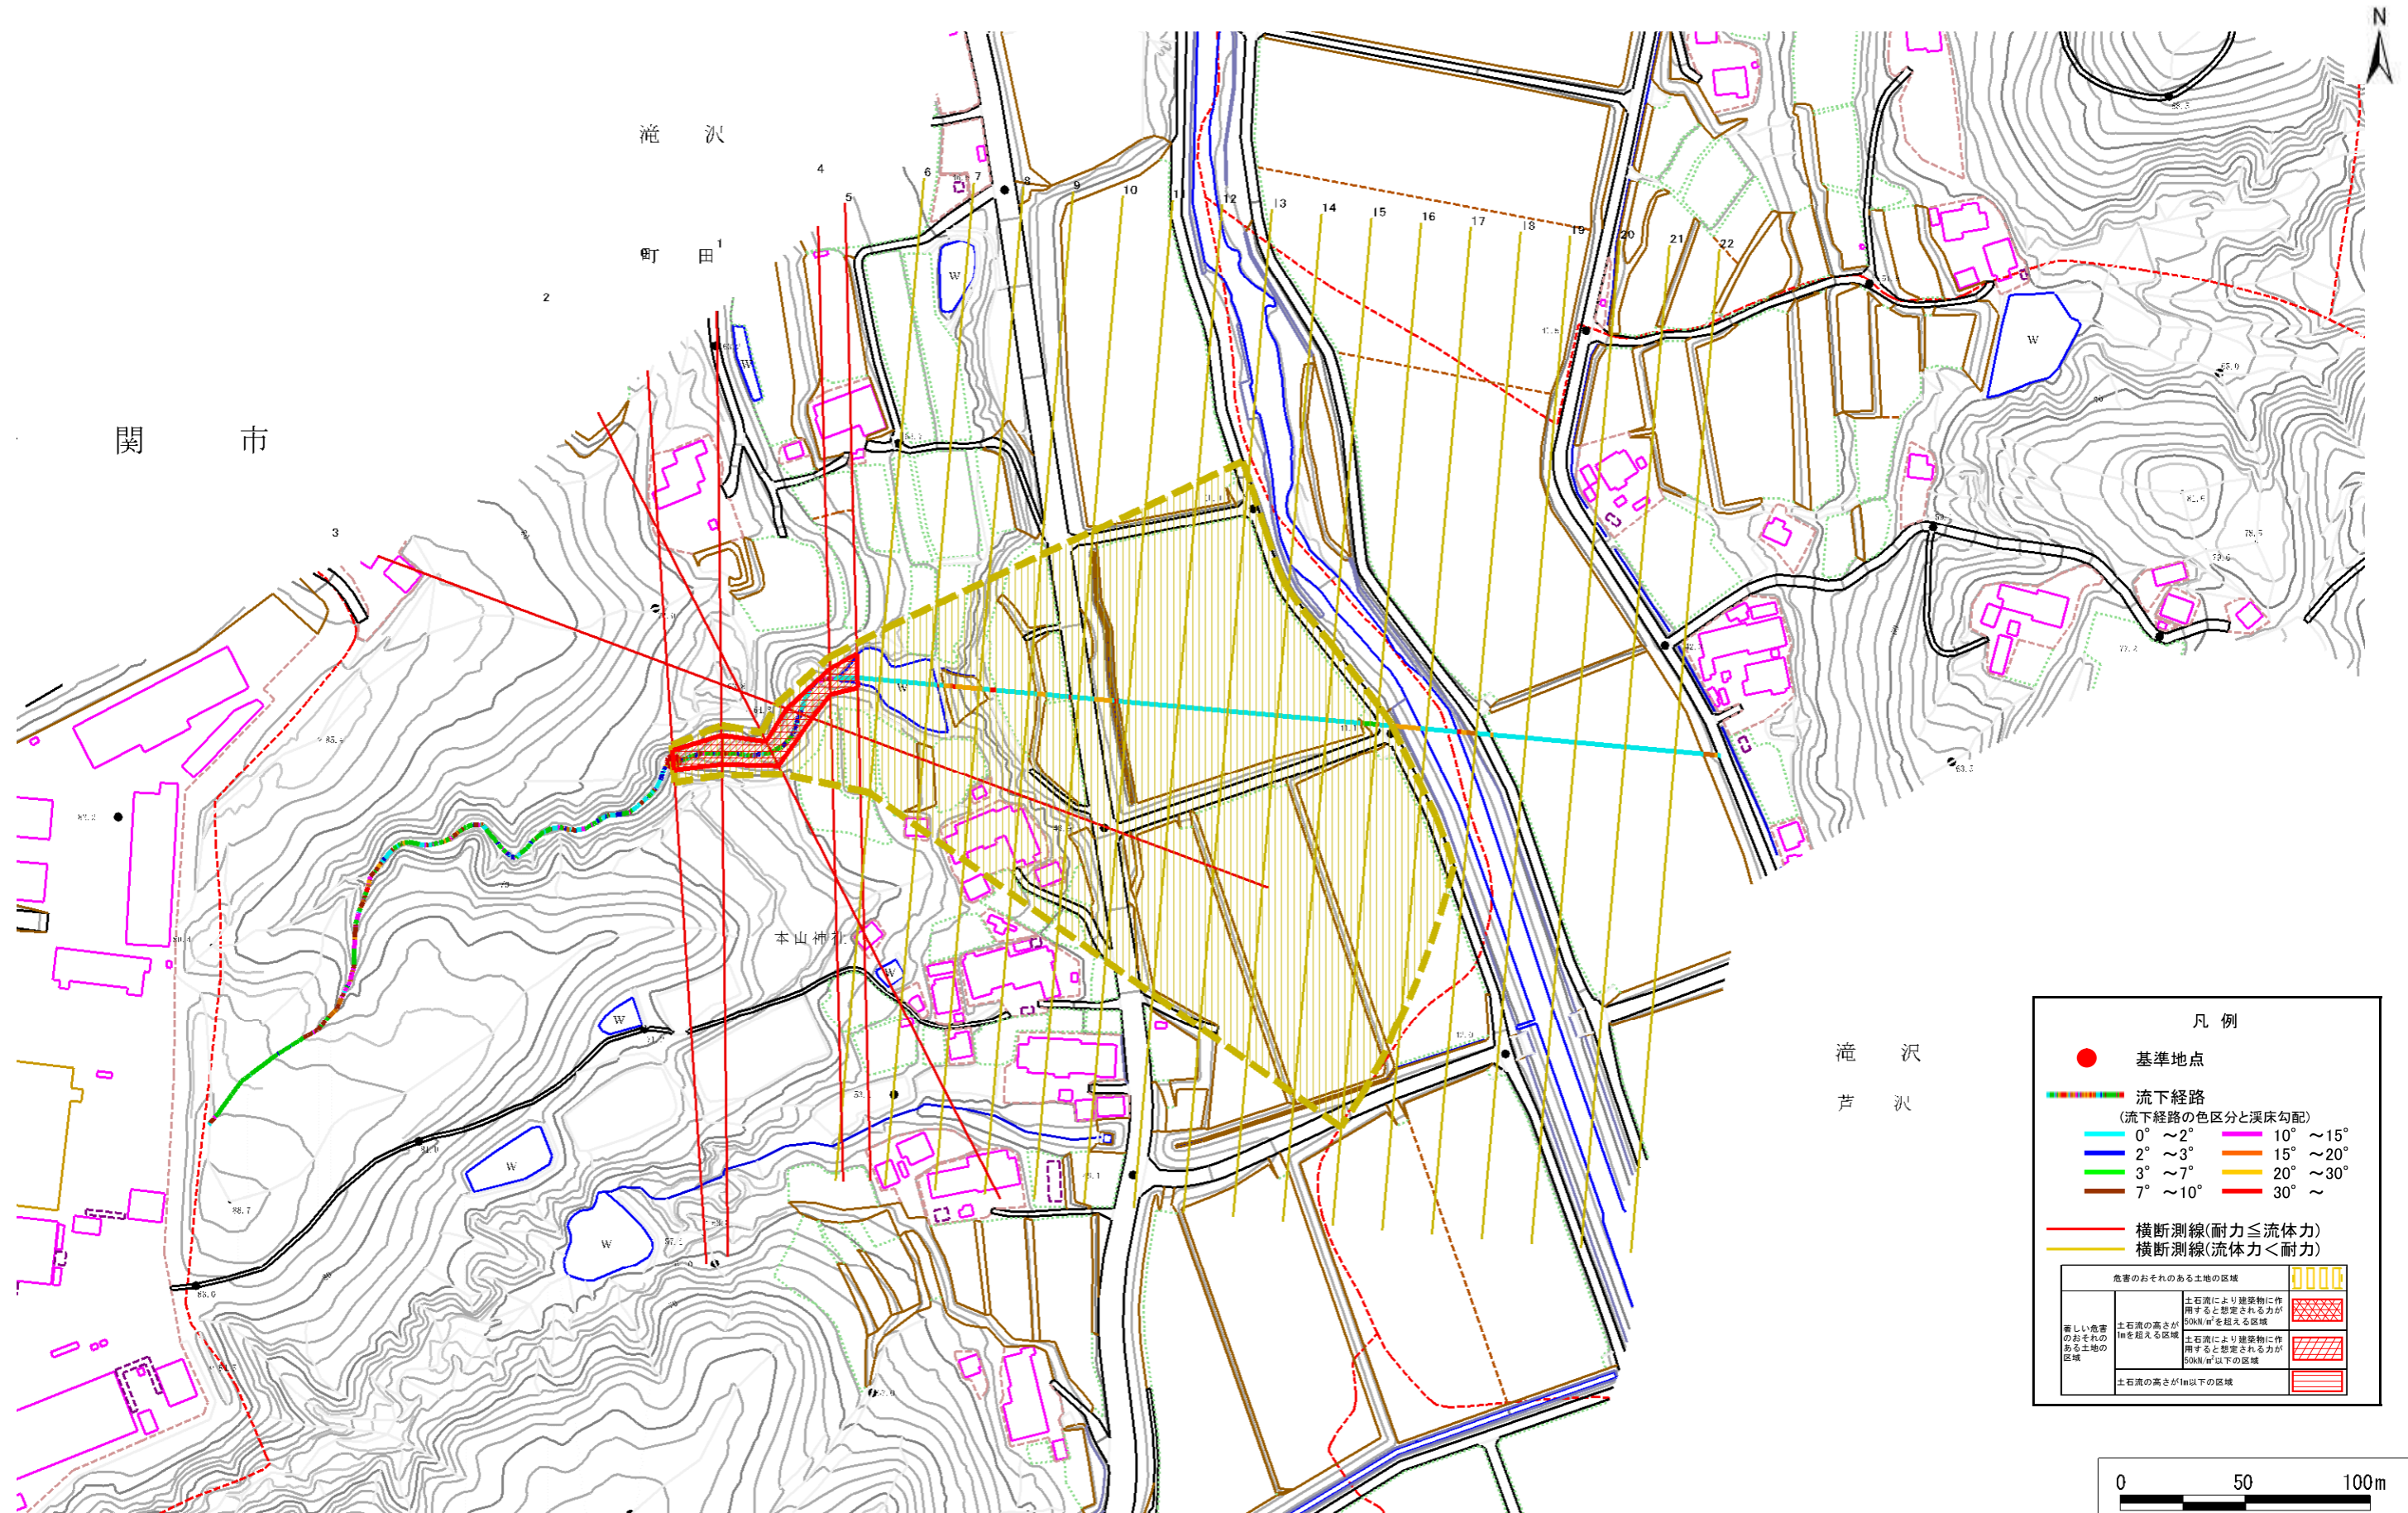 N
滝 沢
町 田
関 市
0
1
2
3
4
5
6
7
8
9
10
11
12
13
14
15
16
17
18
19
20
21
22
W
W
W
W
W
W
W
W
本山神社
滝 沢
芦 沢
凡 例
基準地点
流下経路
(流下経路の色区分と渓床勾配)
0° ~2° 10° ~15°
2° ~3° 15° ~20°
3° ~7° 20° ~30°
7° ~10° 30° ~
横断測線(耐力≦流体力)
横断測線(流体力<耐力)
危害のおそれのある土地の区域
著しい危害
のおそれの
ある土地の
区域
土石流の高さが
1mを超える区域
土石流により建築物に作
用すると想定される力が
50kN/㎡を超える区域
土石流により建築物に作
用すると想定される力が
50kN/㎡以下の区域
土石流の高さが1m以下の区域
0 50 100m